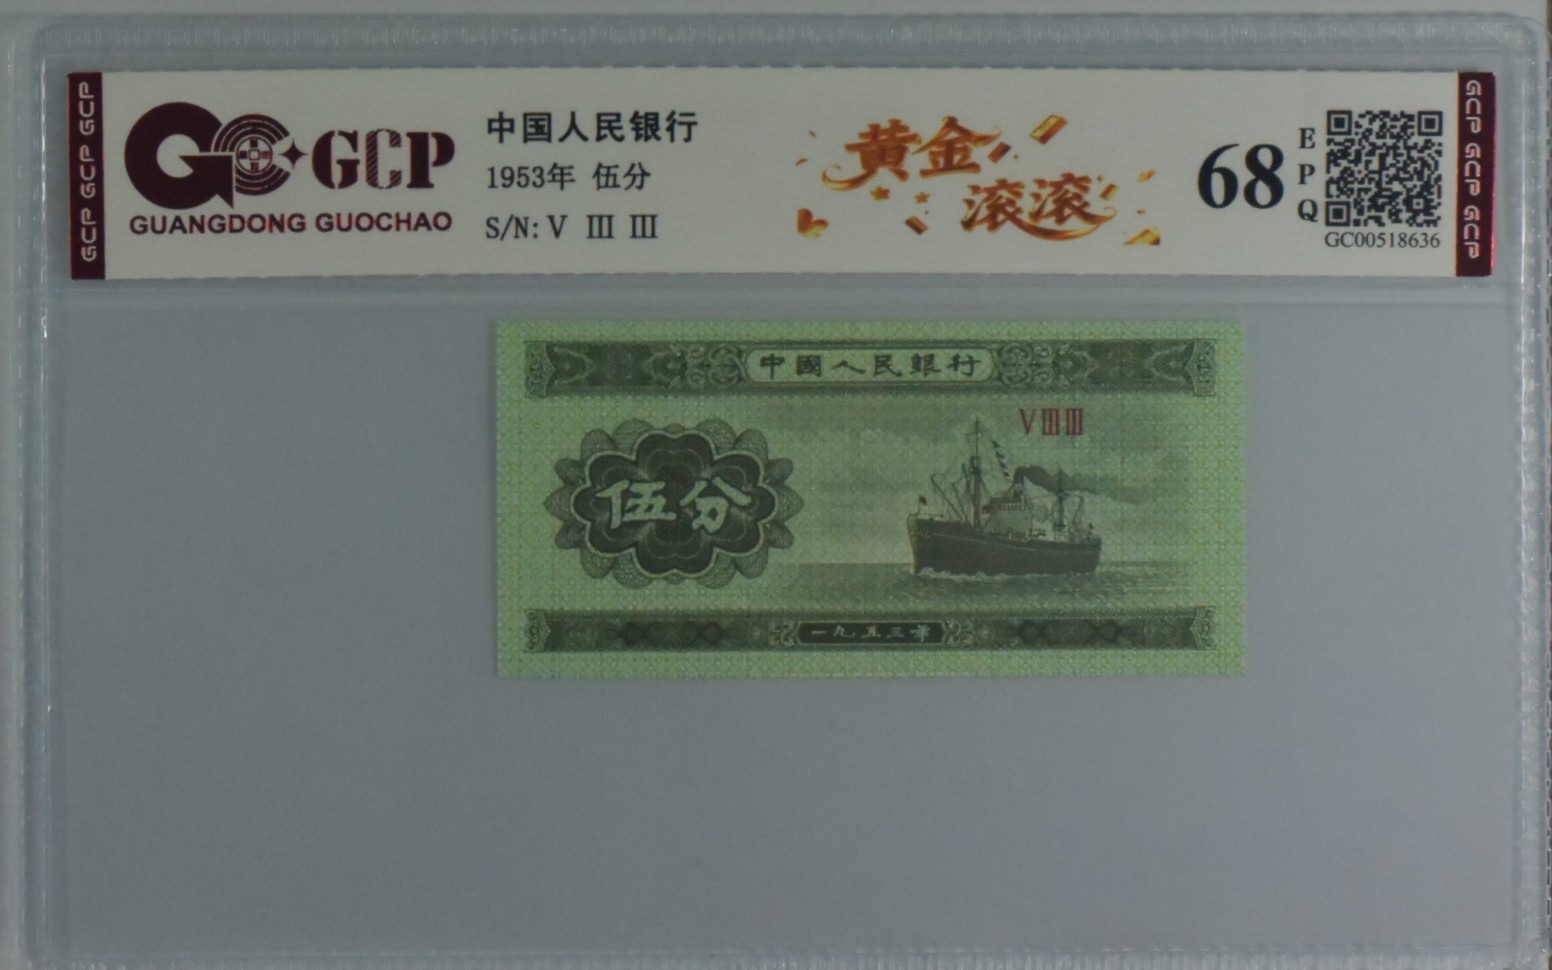 GCP GCP GCP
GCP
GUANGDONG GUOCHAO
中国人民银行
1953年 伍分
S/N: V Ⅲ Ⅲ
黄金滚滚
68
EPQ
GC00518636
GCP GCP GCP
中國人民銀行
VⅢⅢ
伍分
一九五三年